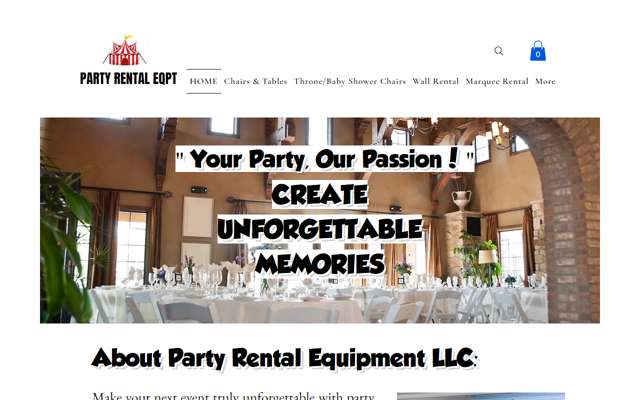 0
PARTY RENTAL EQPT
HOME Chairs & Tables Throne/Baby Shower Chairs Wall Rental Marquee Rental More
" Your Party, Our Passion! "
CREATE
UNFORGETTABLE
MEMORIES
About Party Rental Equipment LLC:
Make your next event truly unforgettable with party